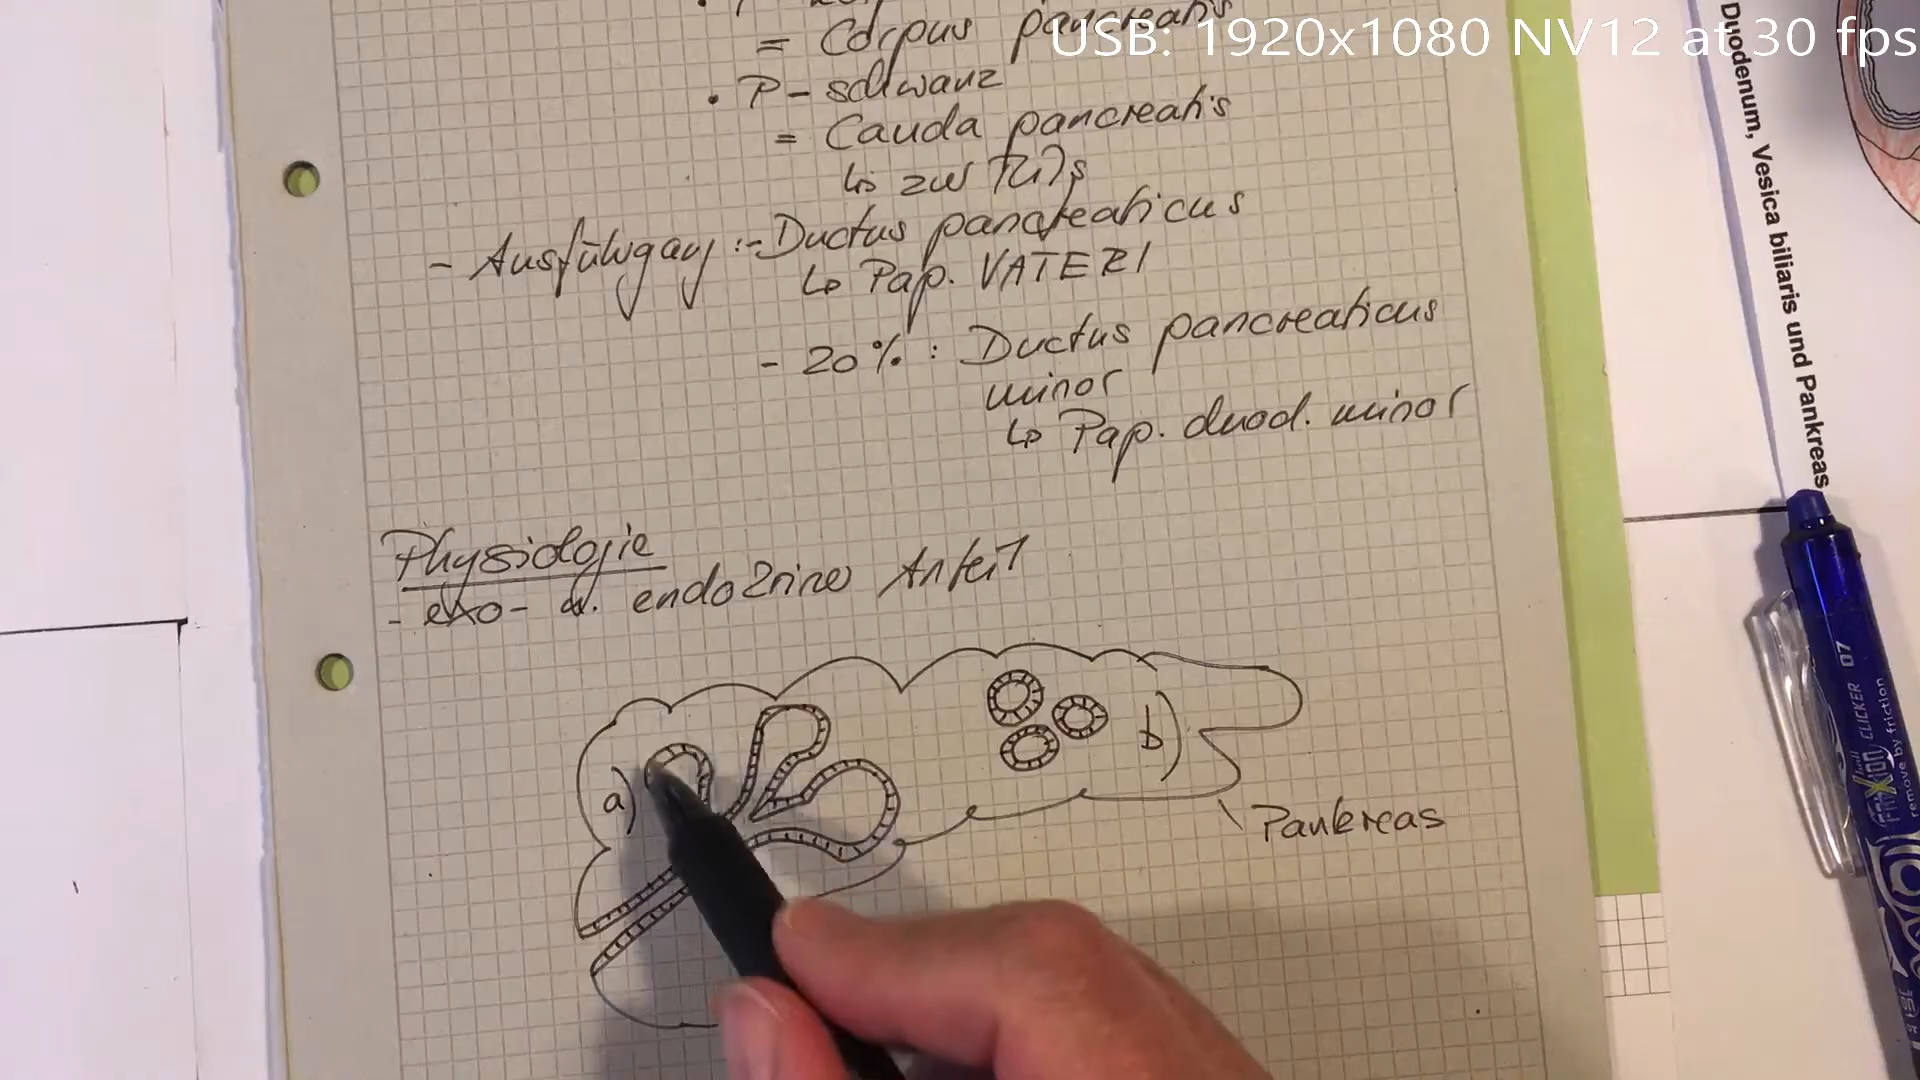 = Corpus pancreatis
USB: 1920x1080 NV12 at 30 fps
• P-schwanz
= Cauda pancreatis
↳ zur Milz
- Ausführgang :- Ductus pancreaticus
↳ Pap. VATERI
- 20% : Ductus pancreaticus
minor
↳ Pap. duod. minor
Physiologie
- exo- u. endokriner Anteil
a)
b)
Pankreas
Duodenum, Vesica biliaris und Pankreas
FriXion CLICKER 07
remove by friction